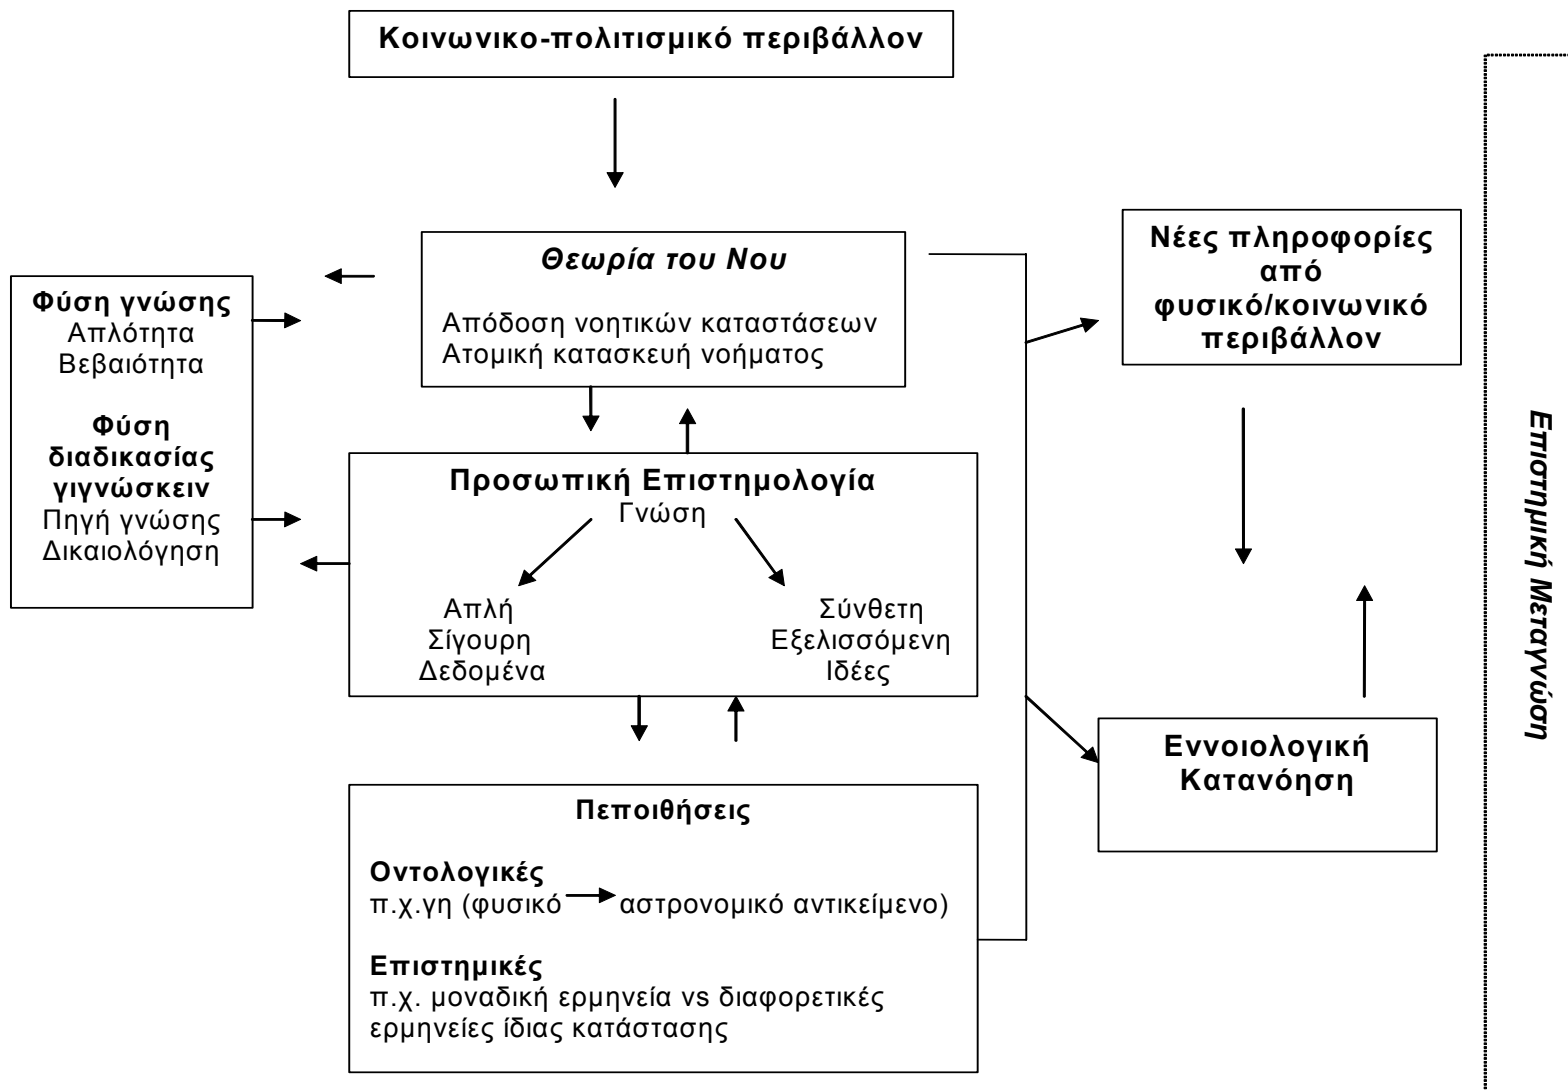 Κοινωνικο-πολιτισμικό περιβάλλον
Θεωρία του Νου
Απόδοση νοητικών καταστάσεων
Ατομική κατασκευή νοήματος
Φύση γνώσης
Απλότητα
Βεβαιότητα
Φύση
διαδικασίας
γιγνώσκειν
Πηγή γνώσης
Δικαιολόγηση
Προσωπική Επιστημολογία
Γνώση
Απλή
Σίγουρη
Δεδομένα
Σύνθετη
Εξελισσόμενη
Ιδέες
Πεποιθήσεις
Οντολογικές
π.χ.γη (φυσικό αστρονομικό αντικείμενο)
Επιστημικές
π.χ. μοναδική ερμηνεία vs διαφορετικές
ερμηνείες ίδιας κατάστασης
Νέες πληροφορίες
από
φυσικό/κοινωνικό
περιβάλλον
Εννοιολογική
Κατανόηση
Επιστημική Μεταγνώση